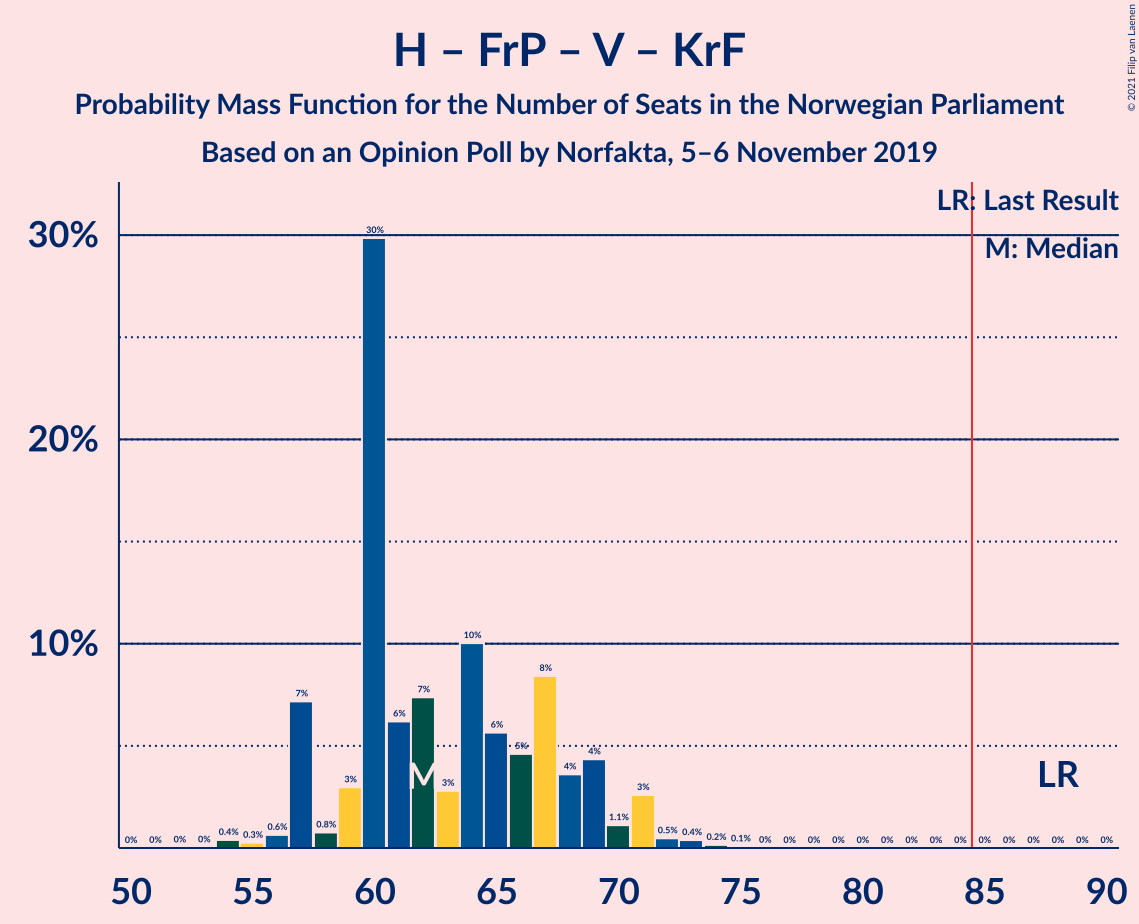 H – FrP – V – KrF
Probability Mass Function for the Number of Seats in the Norwegian Parliament
Based on an Opinion Poll by Norfakta, 5–6 November 2019
© 2021 Filip van Laenen
LR: Last Result
M: Median
30%
20%
10%
0% 0% 0% 0% 0.4% 0.3% 0.6% 7% 0.8% 3% 30% 6% 7% 3% 10% 6% 5% 8% 4% 4% 1.1% 3% 0.5% 0.4% 0.2% 0.1% 0% 0% 0% 0% 0% 0% 0% 0% 0% 0% 0% 0% 0% 0% 0%
M
LR
50 55 60 65 70 75 80 85 90